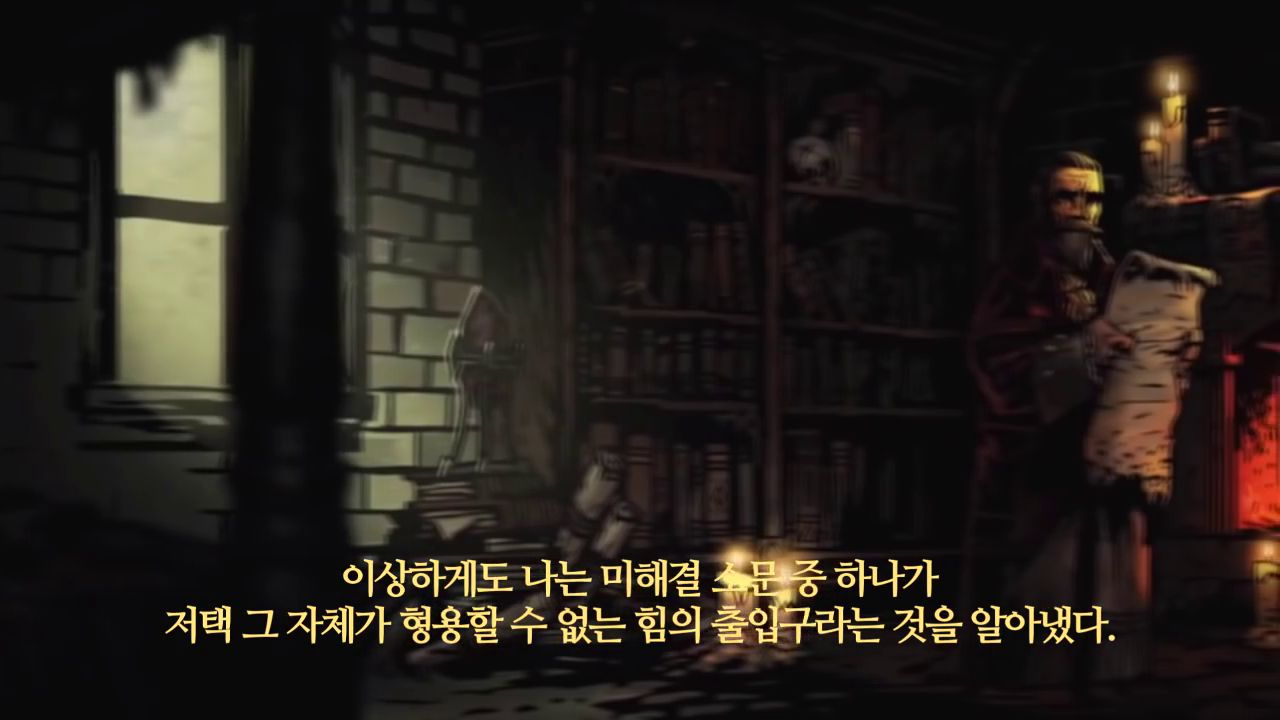 이상하게도 나는 미해결 소문 중 하나가
저택 그 자체가 형용할 수 없는 힘의 출입구라는 것을 알아냈다.